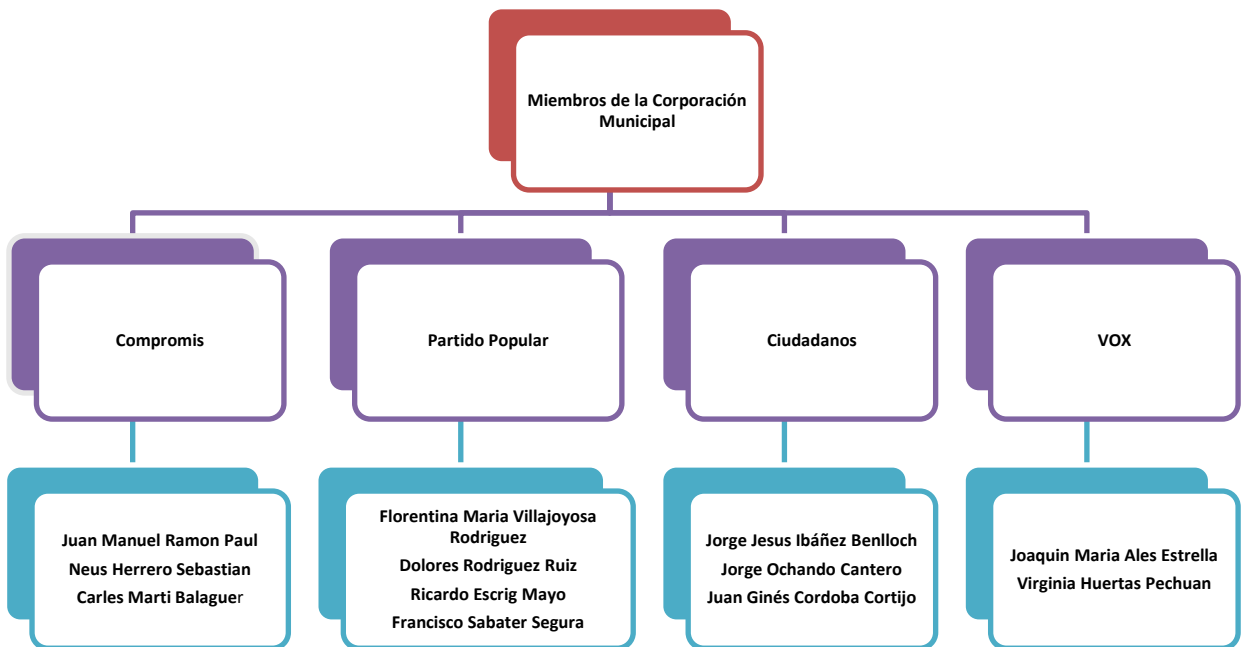 Miembros de la Corporación
Municipal
Compromis
Partido Popular
Ciudadanos
VOX
Juan Manuel Ramon Paul
Neus Herrero Sebastian
Carles Marti Balaguer
Florentina Maria Villajoyosa
Rodriguez
Dolores Rodriguez Ruiz
Ricardo Escrig Mayo
Francisco Sabater Segura
Jorge Jesus Ibáñez Benlloch
Jorge Ochando Cantero
Juan Ginés Cordoba Cortijo
Joaquin Maria Ales Estrella
Virginia Huertas Pechuan